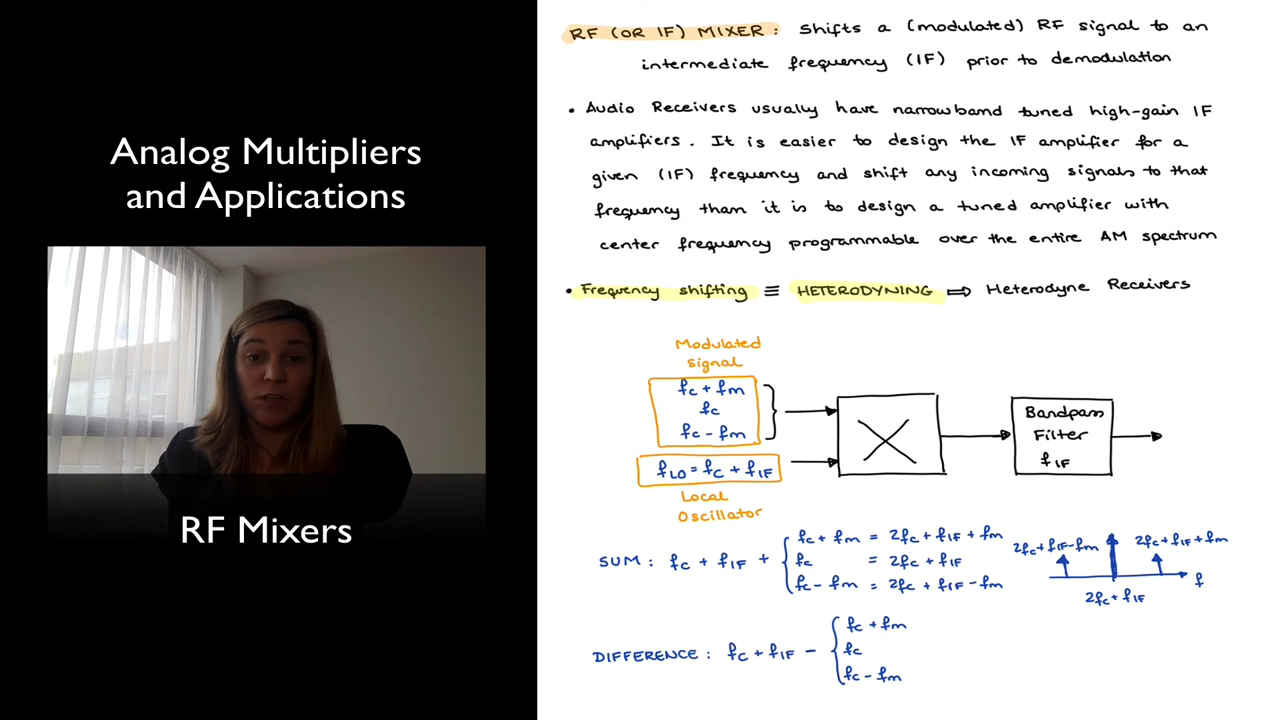 Analog Multipliers
and Applications
RF Mixers
RF (OR IF) MIXER: Shifts a (modulated) RF signal to an
intermediate frequency (IF) prior to demodulation
• Audio Receivers usually have narrowband tuned high-gain IF
amplifiers. It is easier to design the IF amplifier for a
given (IF) frequency and shift any incoming signals to that
frequency than it is to design a tuned amplifier with
center frequency programmable over the entire AM spectrum
• Frequency shifting ≡ HETERODYNING ⇒ Heterodyne Receivers
Modulated
signal
fc + fm
fc
fc - fm
fLO = fc + fIF
Local
Oscillator
Bandpass
Filter
fIF
SUM: fc + fIF + { fc + fm = 2fc + fIF + fm
fc = 2fc + fIF
fc - fm = 2fc + fIF - fm
2fc + fIF - fm
2fc + fIF + fm
f
2fc + fIF
DIFFERENCE: fc + fIF - { fc + fm
fc
fc - fm